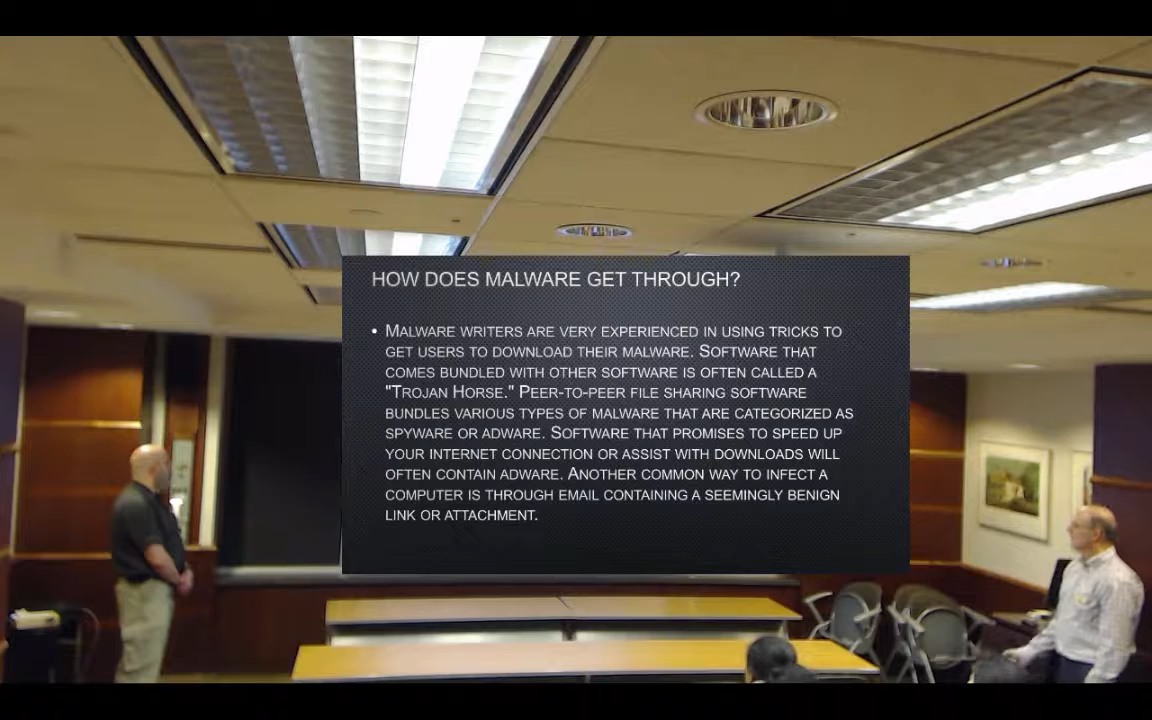 HOW DOES MALWARE GET THROUGH?
• MALWARE WRITERS ARE VERY EXPERIENCED IN USING TRICKS TO
GET USERS TO DOWNLOAD THEIR MALWARE. SOFTWARE THAT
COMES BUNDLED WITH OTHER SOFTWARE IS OFTEN CALLED A
"TROJAN HORSE." PEER-TO-PEER FILE SHARING SOFTWARE
BUNDLES VARIOUS TYPES OF MALWARE THAT ARE CATEGORIZED AS
SPYWARE OR ADWARE. SOFTWARE THAT PROMISES TO SPEED UP
YOUR INTERNET CONNECTION OR ASSIST WITH DOWNLOADS WILL
OFTEN CONTAIN ADWARE. ANOTHER COMMON WAY TO INFECT A
COMPUTER IS THROUGH EMAIL CONTAINING A SEEMINGLY BENIGN
LINK OR ATTACHMENT.